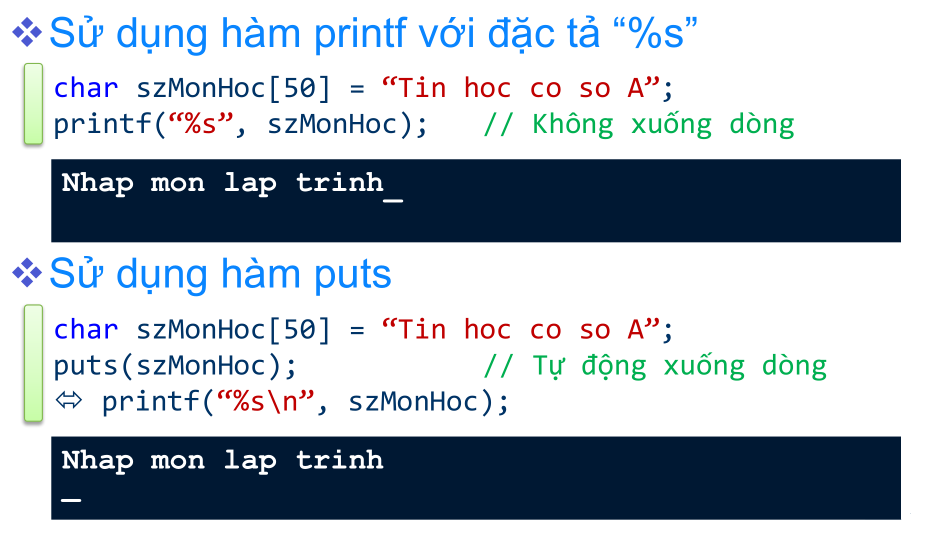 ❖Sử dụng hàm printf với đặc tả “%s”
char szMonHoc[50] = “Tin hoc co so A”;
printf(“%s”, szMonHoc); // Không xuống dòng
Nhap mon lap trinh_
❖Sử dụng hàm puts
char szMonHoc[50] = “Tin hoc co so A”;
puts(szMonHoc); // Tự động xuống dòng
⬄ printf(“%s\n”, szMonHoc);
Nhap mon lap trinh
_